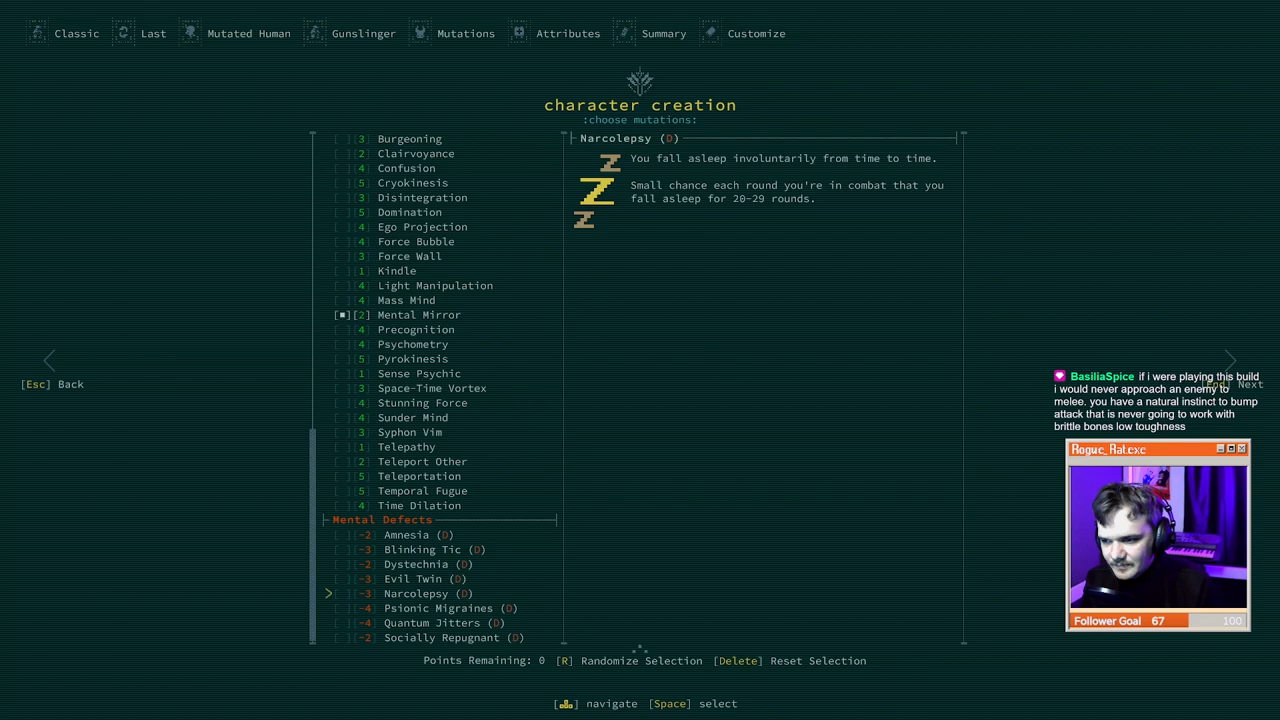 Classic Last Mutated Human Gunslinger Mutations Attributes Summary Customize
character creation
:choose mutations:
[ ][3] Burgeoning
[ ][2] Clairvoyance
[ ][4] Confusion
[ ][5] Cryokinesis
[ ][3] Disintegration
[ ][5] Domination
[ ][4] Ego Projection
[ ][4] Force Bubble
[ ][3] Force Wall
[ ][1] Kindle
[ ][4] Light Manipulation
[ ][4] Mass Mind
[■][2] Mental Mirror
[ ][4] Precognition
[ ][4] Psychometry
[ ][5] Pyrokinesis
[ ][1] Sense Psychic
[ ][3] Space-Time Vortex
[ ][4] Stunning Force
[ ][4] Sunder Mind
[ ][3] Syphon Vim
[ ][1] Telepathy
[ ][2] Teleport Other
[ ][5] Teleportation
[ ][5] Temporal Fugue
[ ][4] Time Dilation
Mental Defects
[ ][-2] Amnesia (D)
[ ][-3] Blinking Tic (D)
[ ][-2] Dystechnia (D)
[ ][-3] Evil Twin (D)
> [ ][-3] Narcolepsy (D)
[ ][-4] Psionic Migraines (D)
[ ][-4] Quantum Jitters (D)
[ ][-2] Socially Repugnant (D)
Narcolepsy (D)
You fall asleep involuntarily from time to time.
Small chance each round you're in combat that you
fall asleep for 20-29 rounds.
[Esc] Back
Next
BasiliaSpice if i were playing this build
i would never approach an enemy to
melee. you have a natural instinct to bump
attack that is never going to work with
brittle bones low toughness
Rogue_Rat.exe
Follower Goal 67 100
Points Remaining: 0 [R] Randomize Selection [Delete] Reset Selection
navigate [Space] select